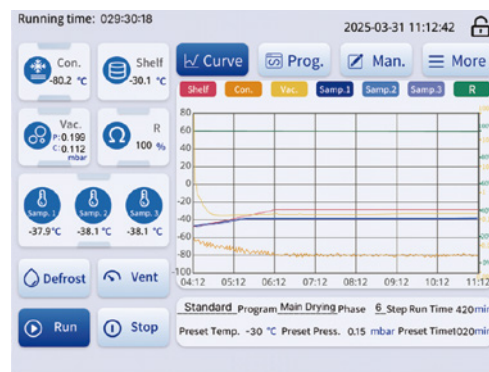 Running time: 029:30:18
2025-03-31 11:12:42
Con.
-80.2 °C
Shelf
-30.1 °C
Curve
Prog.
Man.
More
Shelf
Con.
Vac.
Samp.1
Samp.2
Samp.3
R
Vac.
P:0.199
C:0.112
mbar
R
100 %
80
60
40
20
0
-20
-40
-60
-80
-100
Samp. 1
Samp. 2
Samp. 3
-37.9°C
-38.1 °C
-38.1 °C
04:12 05:12 06:12 07:12 08:12 09:12 10:12 11:12
Defrost
Vent
Run
Stop
Standard Program Main Drying Phase 6 Step Run Time 420min
Preset Temp. -30 °C Preset Press. 0.15 mbar Preset Time1020min